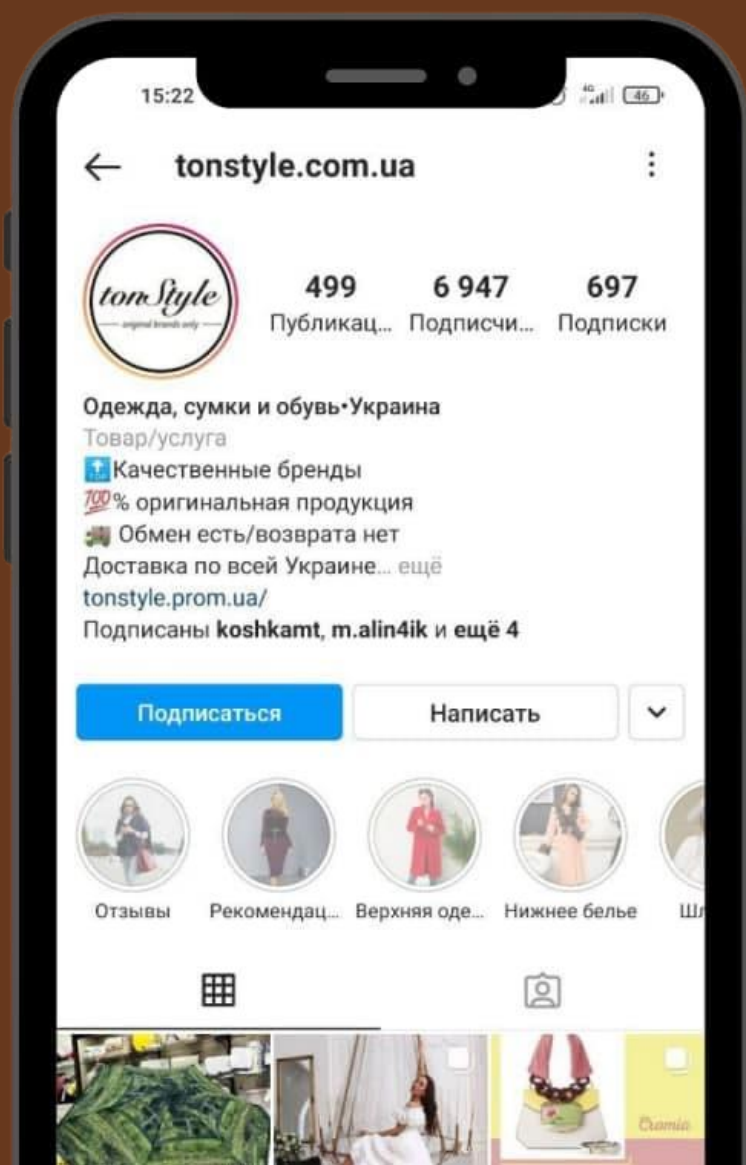 15:22
4G
46
tonstyle.com.ua
tonStyle
original brands only
499 6 947 697
Публикац... Подписчи... Подписки
Одежда, сумки и обувь•Украина
Товар/услуга
🔝Качественные бренды
💯% оригинальная продукция
🚚 Обмен есть/возврата нет
Доставка по всей Украине... ещё
tonstyle.prom.ua/
Подписаны koshkamt, m.alin4ik и ещё 4
Подписаться Написать
Отзывы Рекомендац... Верхняя оде... Нижнее белье Шл
Cromia